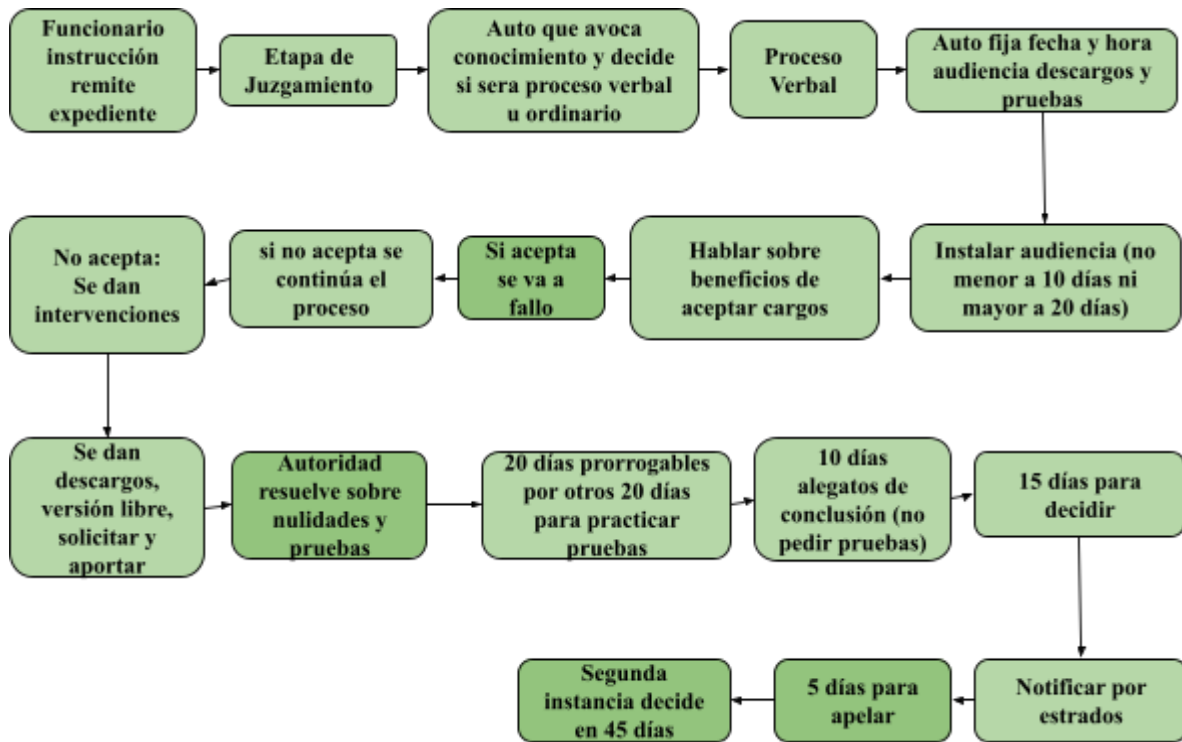 Funcionario
instrucción
remite
expediente
Etapa de
Juzgamiento
Auto que avoca
conocimiento y decide
si sera proceso verbal
u ordinario
Proceso
Verbal
Auto fija fecha y hora
audiencia descargos y
pruebas
Instalar audiencia (no
menor a 10 días ni
mayor a 20 días)
Hablar sobre
beneficios de
aceptar cargos
Si acepta
se va a
fallo
si no acepta se
continúa el
proceso
No acepta:
Se dan
intervenciones
Se dan
descargos,
versión libre,
solicitar y
aportar
Autoridad
resuelve sobre
nulidades y
pruebas
20 días prorrogables
por otros 20 días
para practicar
pruebas
10 días
alegatos de
conclusión (no
pedir pruebas)
15 días para
decidir
Notificar por
estrados
5 días para
apelar
Segunda
instancia decide
en 45 días